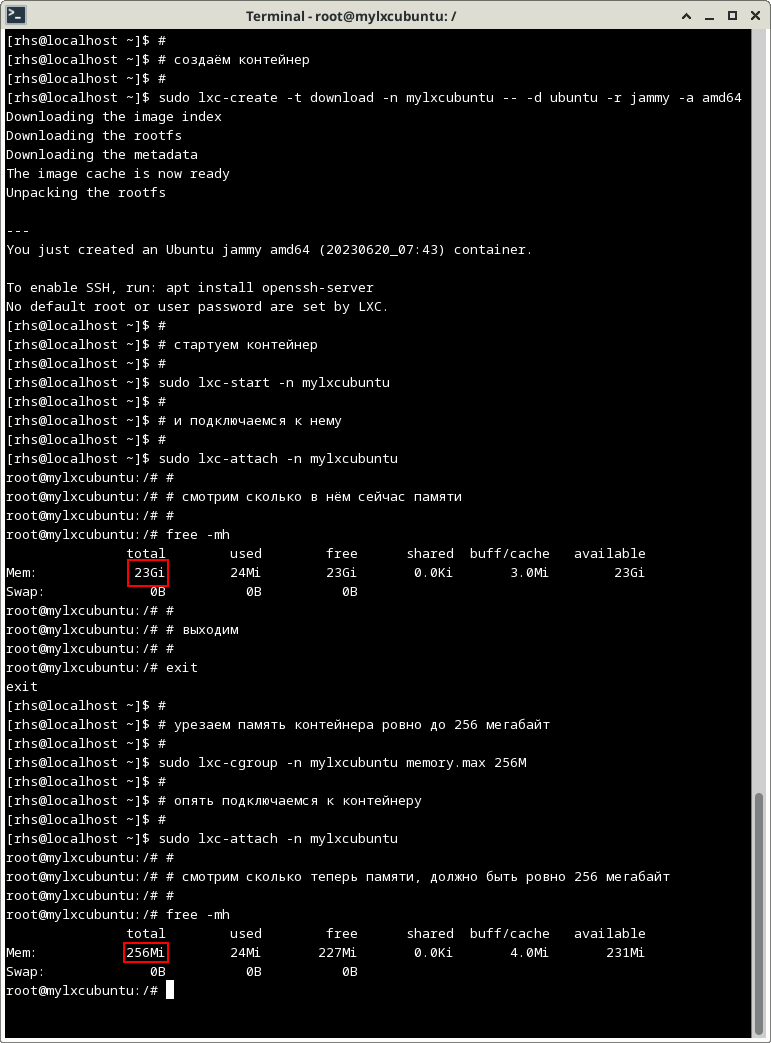 Terminal - root@mylxcubuntu: /
[rhs@localhost ~]$ #
[rhs@localhost ~]$ # создаём контейнер
[rhs@localhost ~]$ #
[rhs@localhost ~]$ sudo lxc-create -t download -n mylxcubuntu -- -d ubuntu -r jammy -a amd64
Downloading the image index
Downloading the rootfs
Downloading the metadata
The image cache is now ready
Unpacking the rootfs

---
You just created an Ubuntu jammy amd64 (20230620_07:43) container.

To enable SSH, run: apt install openssh-server
No default root or user password are set by LXC.
[rhs@localhost ~]$ #
[rhs@localhost ~]$ # стартуем контейнер
[rhs@localhost ~]$ #
[rhs@localhost ~]$ sudo lxc-start -n mylxcubuntu
[rhs@localhost ~]$ #
[rhs@localhost ~]$ # и подключаемся к нему
[rhs@localhost ~]$ #
[rhs@localhost ~]$ sudo lxc-attach -n mylxcubuntu
root@mylxcubuntu:/# #
root@mylxcubuntu:/# # смотрим сколько в нём сейчас памяти
root@mylxcubuntu:/# #
root@mylxcubuntu:/# free -mh
               total        used        free      shared  buff/cache   available
Mem:            23Gi        24Mi        23Gi       0.0Ki       3.0Mi        23Gi
Swap:             0B          0B          0B
root@mylxcubuntu:/# #
root@mylxcubuntu:/# # выходим
root@mylxcubuntu:/# #
root@mylxcubuntu:/# exit
exit
[rhs@localhost ~]$ #
[rhs@localhost ~]$ # урезаем память контейнера ровно до 256 мегабайт
[rhs@localhost ~]$ #
[rhs@localhost ~]$ sudo lxc-cgroup -n mylxcubuntu memory.max 256M
[rhs@localhost ~]$ #
[rhs@localhost ~]$ # опять подключаемся к контейнеру
[rhs@localhost ~]$ #
[rhs@localhost ~]$ sudo lxc-attach -n mylxcubuntu
root@mylxcubuntu:/# #
root@mylxcubuntu:/# # смотрим сколько теперь памяти, должно быть ровно 256 мегабайт
root@mylxcubuntu:/# #
root@mylxcubuntu:/# free -mh
               total        used        free      shared  buff/cache   available
Mem:           256Mi        24Mi       227Mi       0.0Ki       4.0Mi       231Mi
Swap:             0B          0B          0B
root@mylxcubuntu:/#